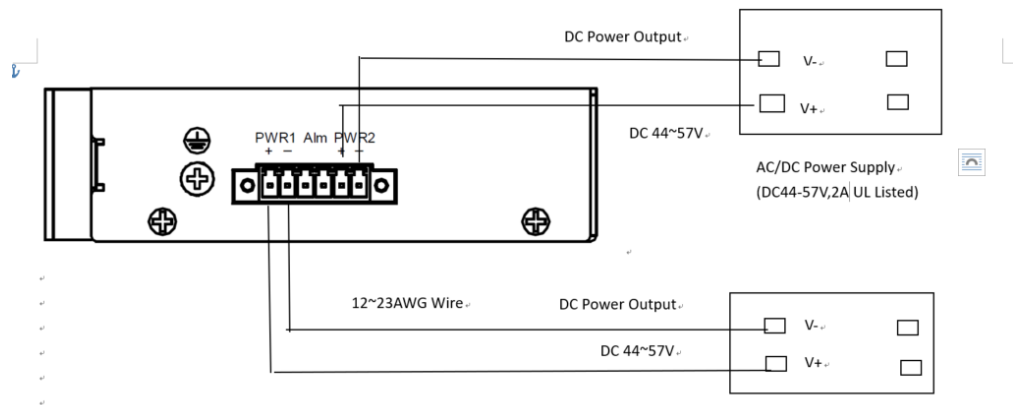 DC Power Output
V-
V+
DC 44~57V
PWR1 Alm PWR2
+ − + −
AC/DC Power Supply
(DC44-57V,2A UL Listed)
12~23AWG Wire
DC Power Output
V-
DC 44~57V
V+